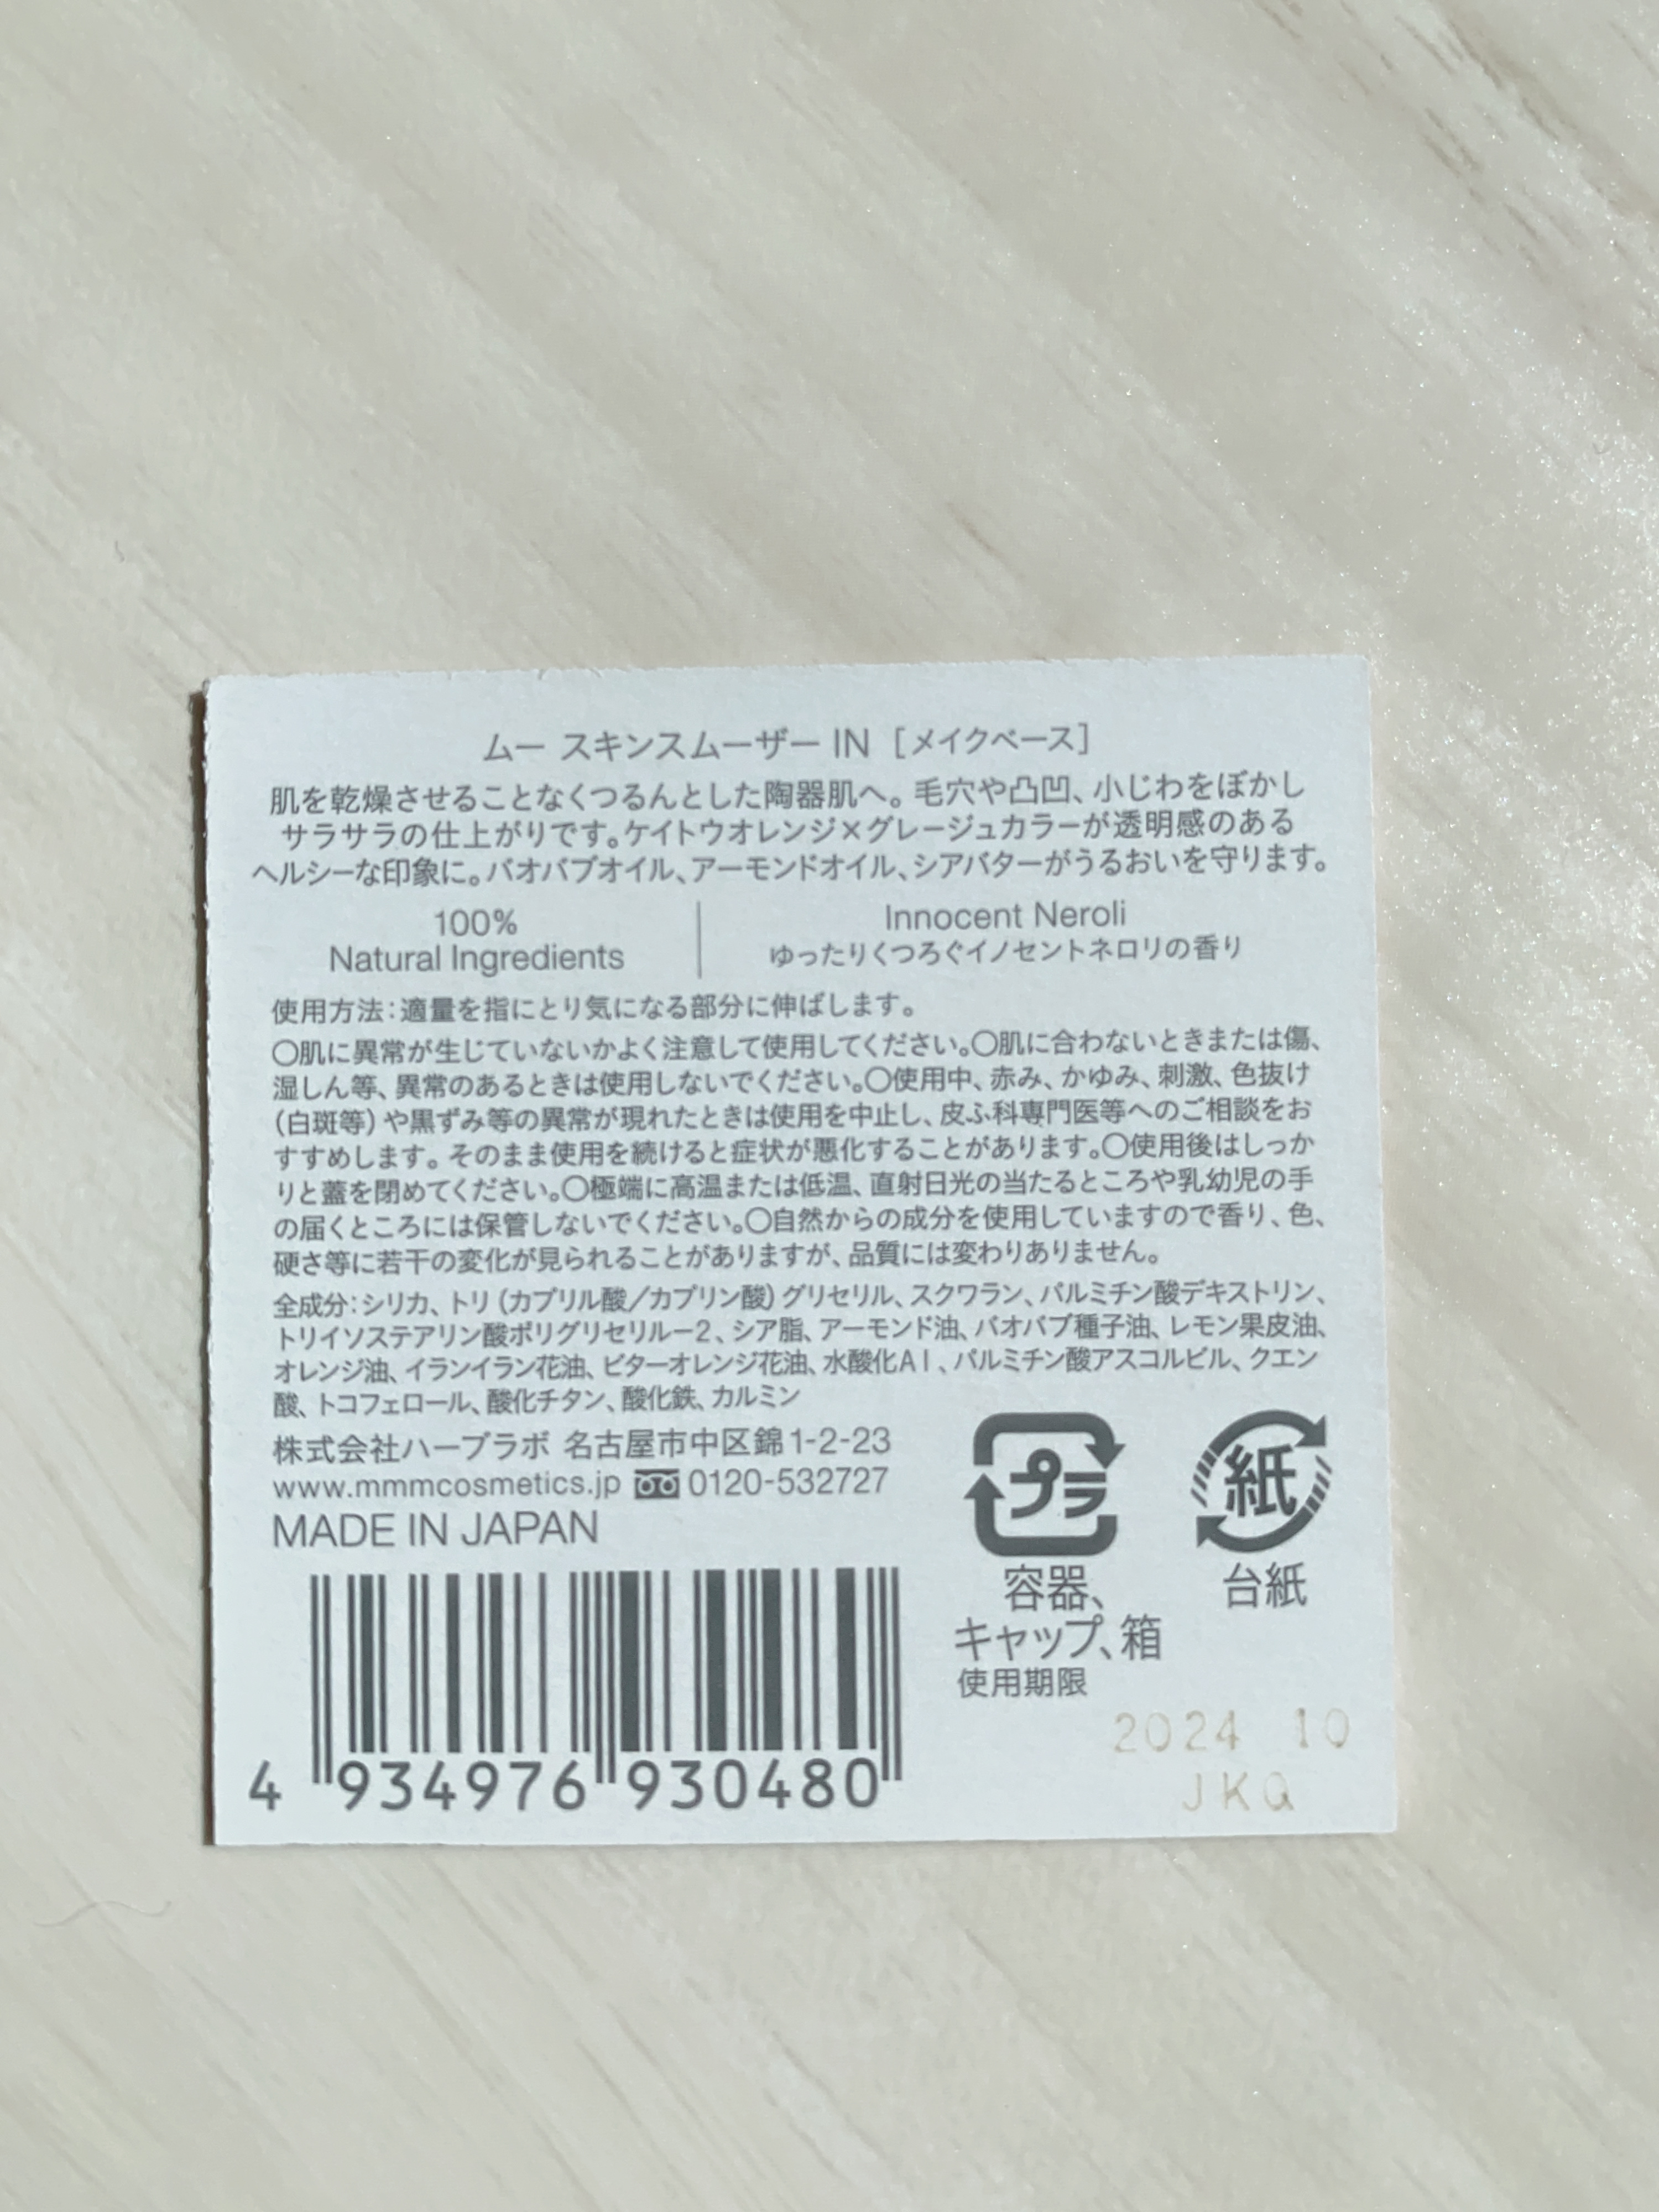 ムー スキンスムーザー IN [メイクベース]
肌を乾燥させることなくつるんとした陶器肌へ。毛穴や凸凹、小じわをぼかし
サラサラの仕上がりです。ケイトウオレンジ×グレージュカラーが透明感のある
ヘルシーな印象に。バオバブオイル、アーモンドオイル、シアバターがうるおいを守ります。
100%
Natural Ingredients
Innocent Neroli
ゆったりくつろぐイノセントネロリの香り
使用方法:適量を指にとり気になる部分に伸ばします。
○肌に異常が生じていないかよく注意して使用してください。○肌に合わないときまたは傷、
湿しん等、異常のあるときは使用しないでください。○使用中、赤み、かゆみ、刺激、色抜け
(白斑等)や黒ずみ等の異常が現れたときは使用を中止し、皮ふ科専門医等へのご相談をお
すすめします。そのまま使用を続けると症状が悪化することがあります。○使用後はしっか
りと蓋を閉めてください。○極端に高温または低温、直射日光の当たるところや乳幼児の手
の届くところには保管しないでください。○自然からの成分を使用していますので香り、色、
硬さ等に若干の変化が見られることがありますが、品質には変わりありません。
全成分:シリカ、トリ(カプリル酸/カプリン酸)グリセリル、スクワラン、パルミチン酸デキストリン、
トリイソステアリン酸ポリグリセリル-2、シア脂、アーモンド油、バオバブ種子油、レモン果皮油、
オレンジ油、イランイラン花油、ビターオレンジ花油、水酸化Al、パルミチン酸アスコルビル、クエン
酸、トコフェロール、酸化チタン、酸化鉄、カルミン
株式会社ハーブラボ 名古屋市中区錦1-2-23
www.mmmcosmetics.jp 0120-532727
MADE IN JAPAN
プラ
容器、
キャップ、箱
紙
台紙
使用期限
2024 10
JKQ
4 934976 930480